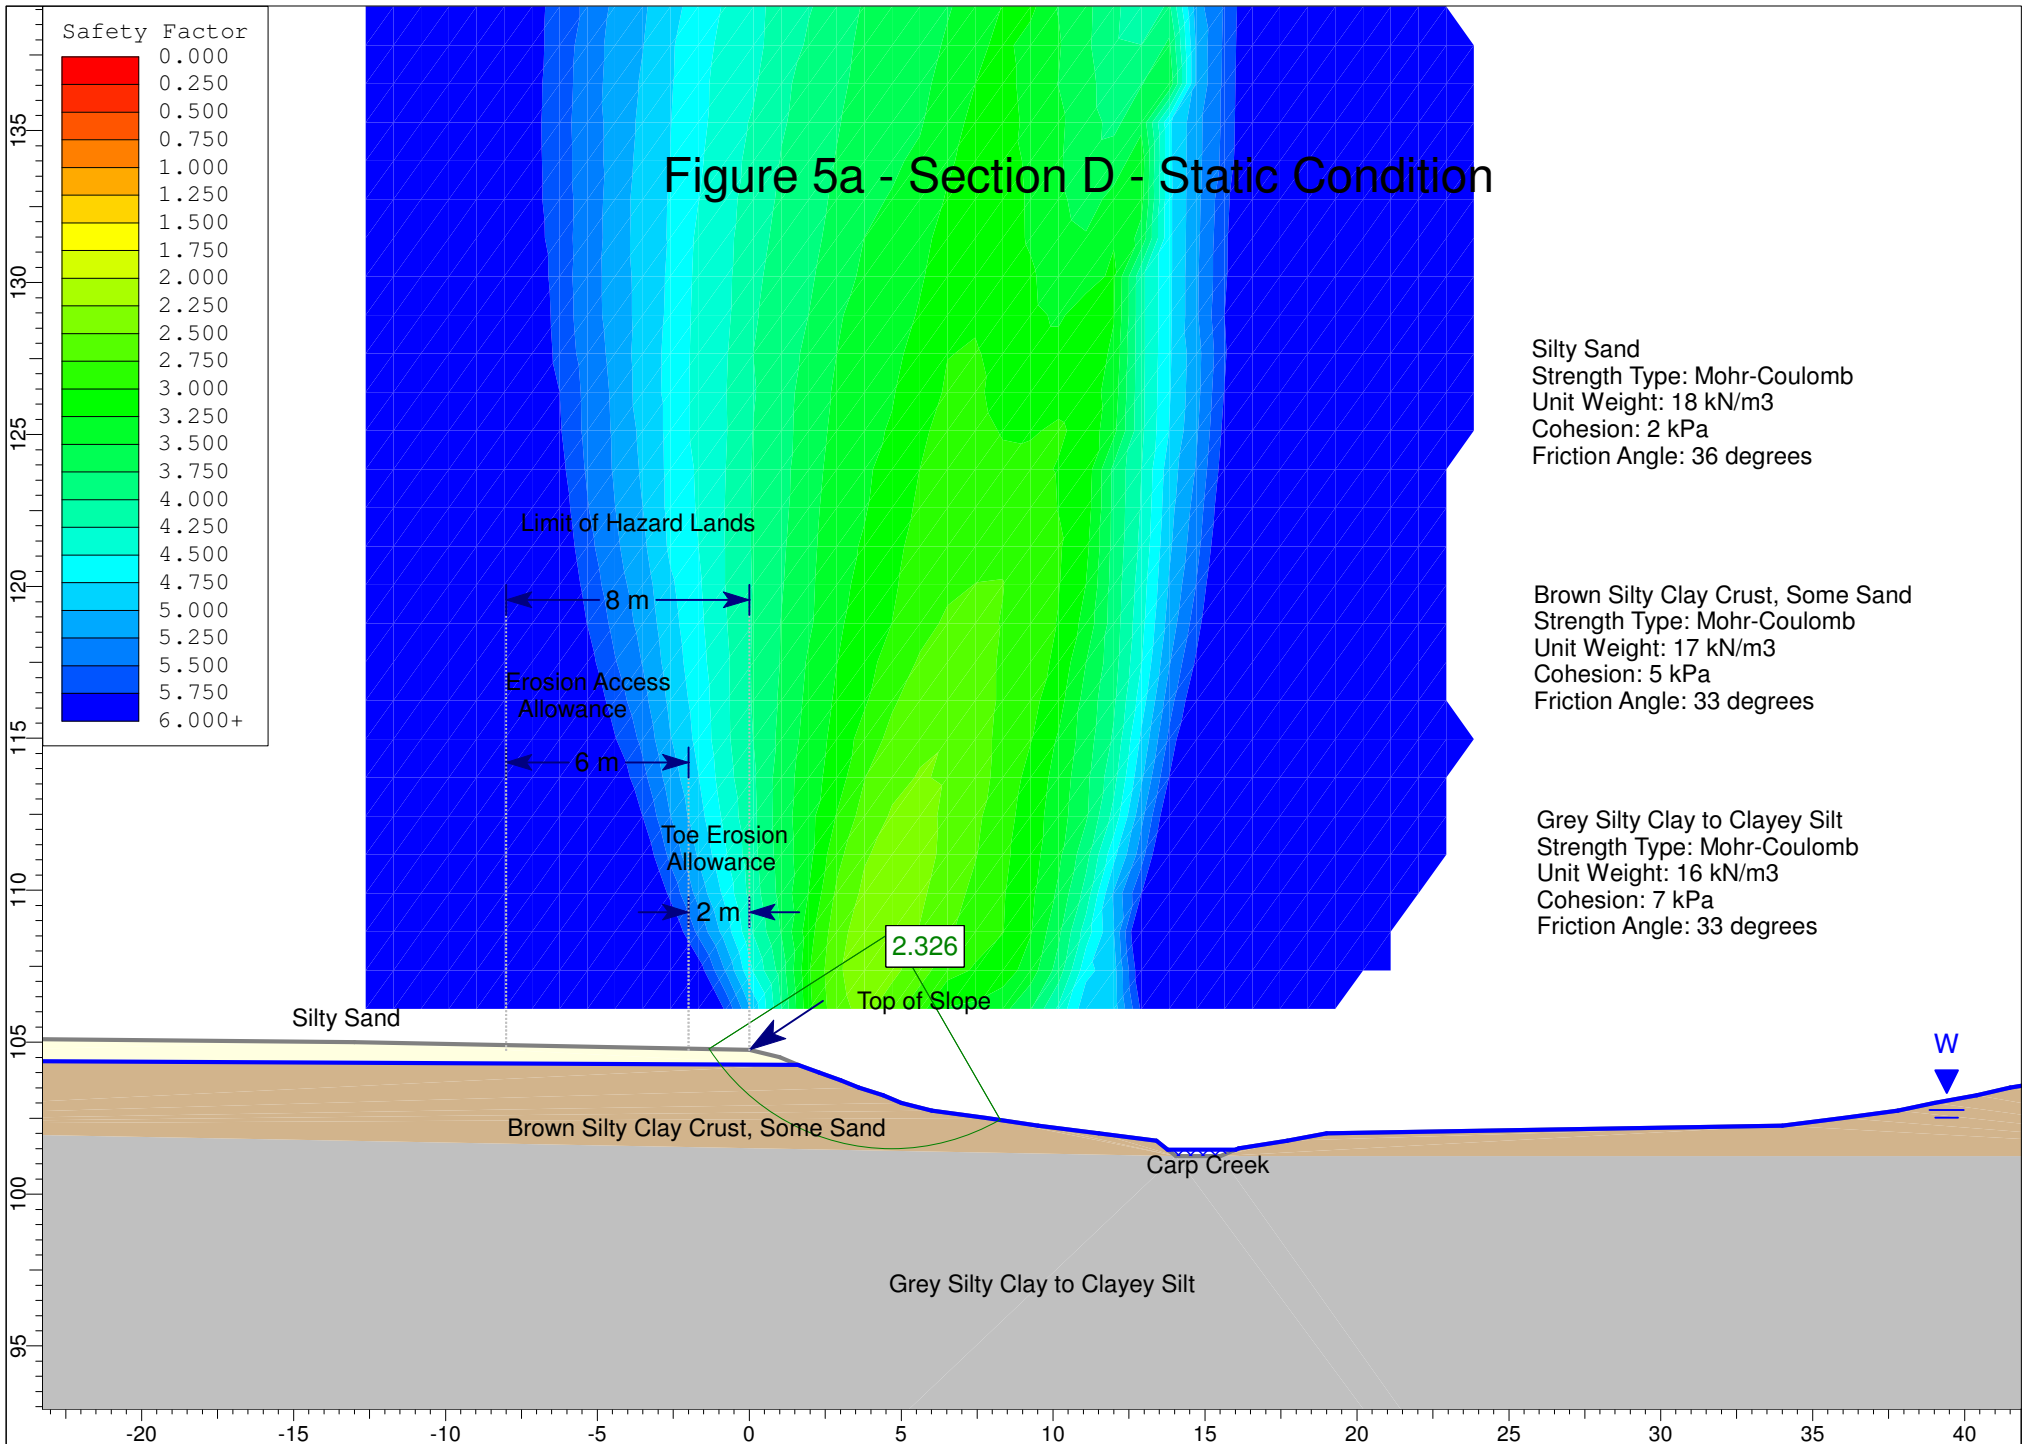 Safety Factor
0.000
0.250
0.500
0.750
1.000
1.250
1.500
1.750
2.000
2.250
2.500
2.750
3.000
3.250
3.500
3.750
4.000
4.250
4.500
4.750
5.000
5.250
5.500
5.750
6.000+
Figure 5a - Section D - Static Condition
Silty Sand
Strength Type: Mohr-Coulomb
Unit Weight: 18 kN/m3
Cohesion: 2 kPa
Friction Angle: 36 degrees
Brown Silty Clay Crust, Some Sand
Strength Type: Mohr-Coulomb
Unit Weight: 17 kN/m3
Cohesion: 5 kPa
Friction Angle: 33 degrees
Grey Silty Clay to Clayey Silt
Strength Type: Mohr-Coulomb
Unit Weight: 16 kN/m3
Cohesion: 7 kPa
Friction Angle: 33 degrees
Limit of Hazard Lands
8 m
Erosion Access
Allowance
6 m
Toe Erosion
Allowance
2 m
2.326
Top of Slope
Silty Sand
W
Brown Silty Clay Crust, Some Sand
Carp Creek
Grey Silty Clay to Clayey Silt
135
130
125
120
115
110
105
100
95
-20
-15
-10
-5
0
5
10
15
20
25
30
35
40